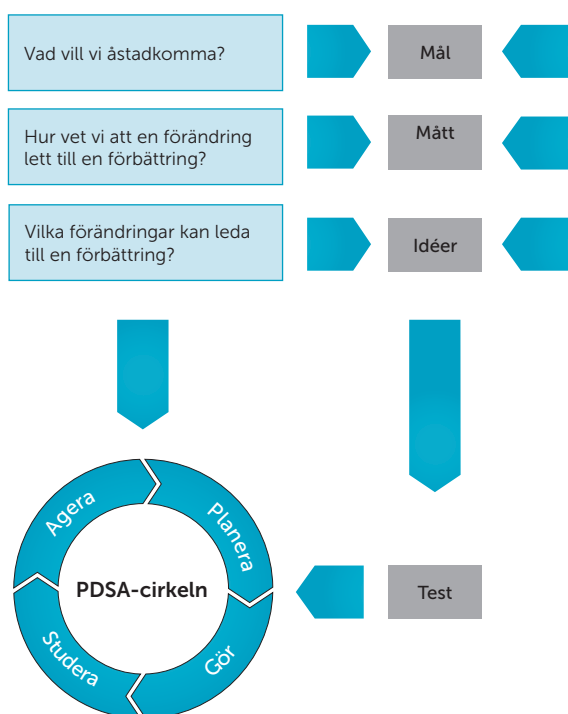 Vad vill vi åstadkomma?
Mål
Hur vet vi att en förändring
lett till en förbättring?
Mått
Vilka förändringar kan leda
till en förbättring?
Idéer
Agera
Planera
PDSA-cirkeln
Studera
Gör
Test